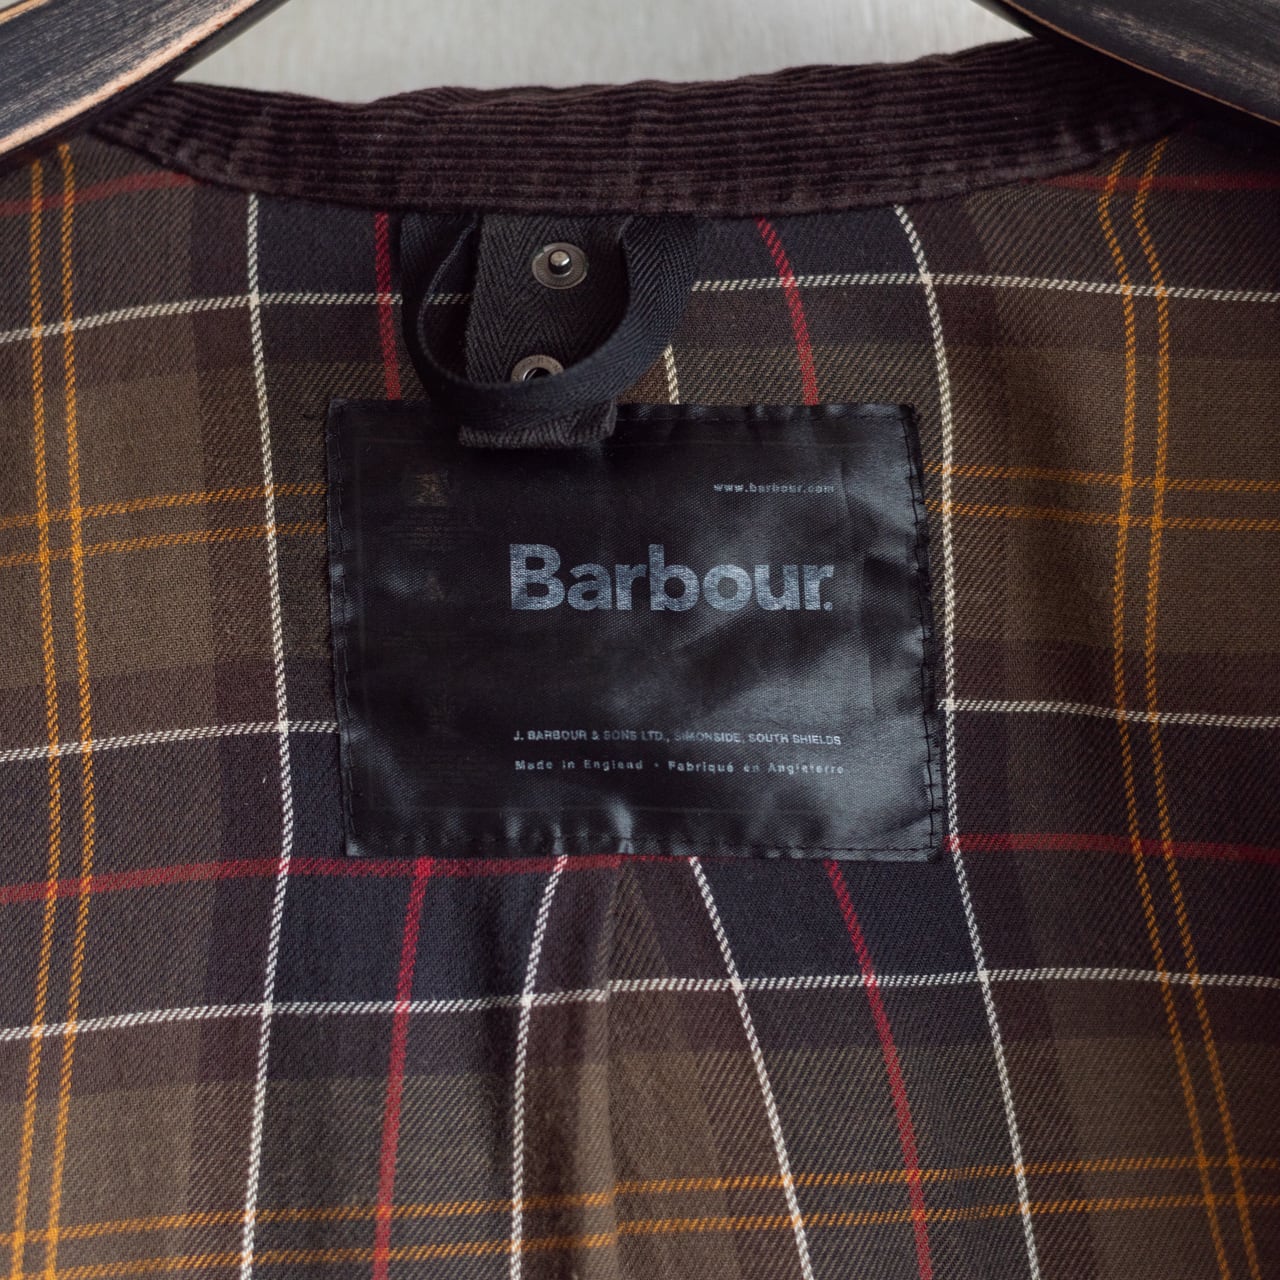 www.barbour.com
Barbour.
J. BARBOUR & SONS LTD., SIMONSIDE, SOUTH SHIELDS
Made in England • Fabriqué en Angleterre